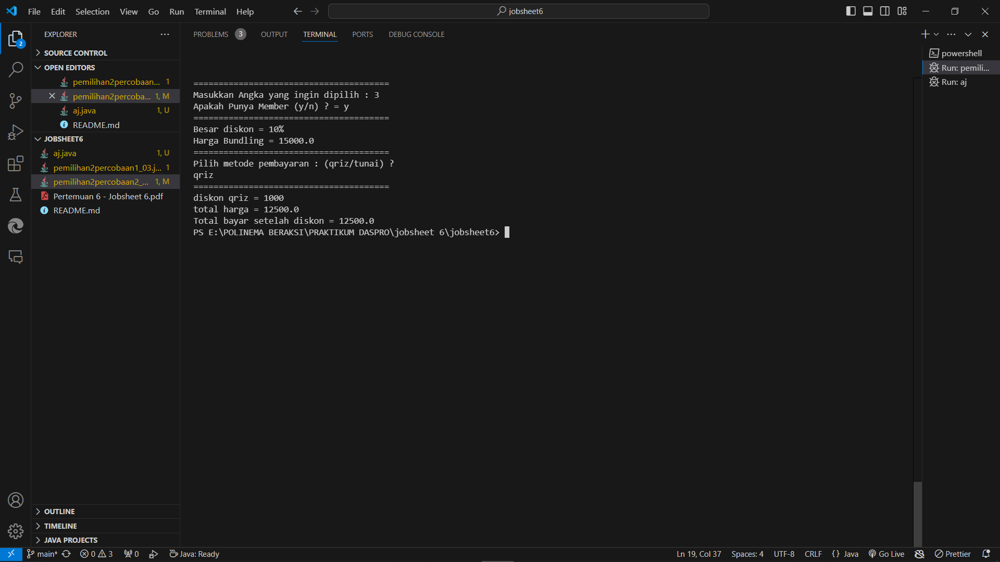 File Edit Selection View Go Run Terminal Help
jobsheet6
EXPLORER
2
SOURCE CONTROL
OPEN EDITORS
pemilihan2percobaan... 1
pemilihan2percoba... 1, M
aj.java 1, U
README.md
JOBSHEET6
aj.java 1, U
pemilihan2percobaan1_03.j... 1
pemilihan2percobaan2_... 1, M
Pertemuan 6 - Jobsheet 6.pdf
README.md
OUTLINE
TIMELINE
JAVA PROJECTS
PROBLEMS 3 OUTPUT TERMINAL PORTS DEBUG CONSOLE
=======================================
Masukkan Angka yang ingin dipilih : 3
Apakah Punya Member (y/n) ? = y
=======================================
Besar diskon = 10%
Harga Bundling = 15000.0
=======================================
Pilih metode pembayaran : (qriz/tunai) ?
qriz
=======================================
diskon qriz = 1000
total harga = 12500.0
Total bayar setelah diskon = 12500.0
PS E:\POLINEMA BERAKSI\PRAKTIKUM DASPRO\jobsheet 6\jobsheet6>
powershell
Run: pemili...
Run: aj
main* 0 3 0 Java: Ready Ln 19, Col 37 Spaces: 4 UTF-8 CRLF {} Java Go Live Prettier